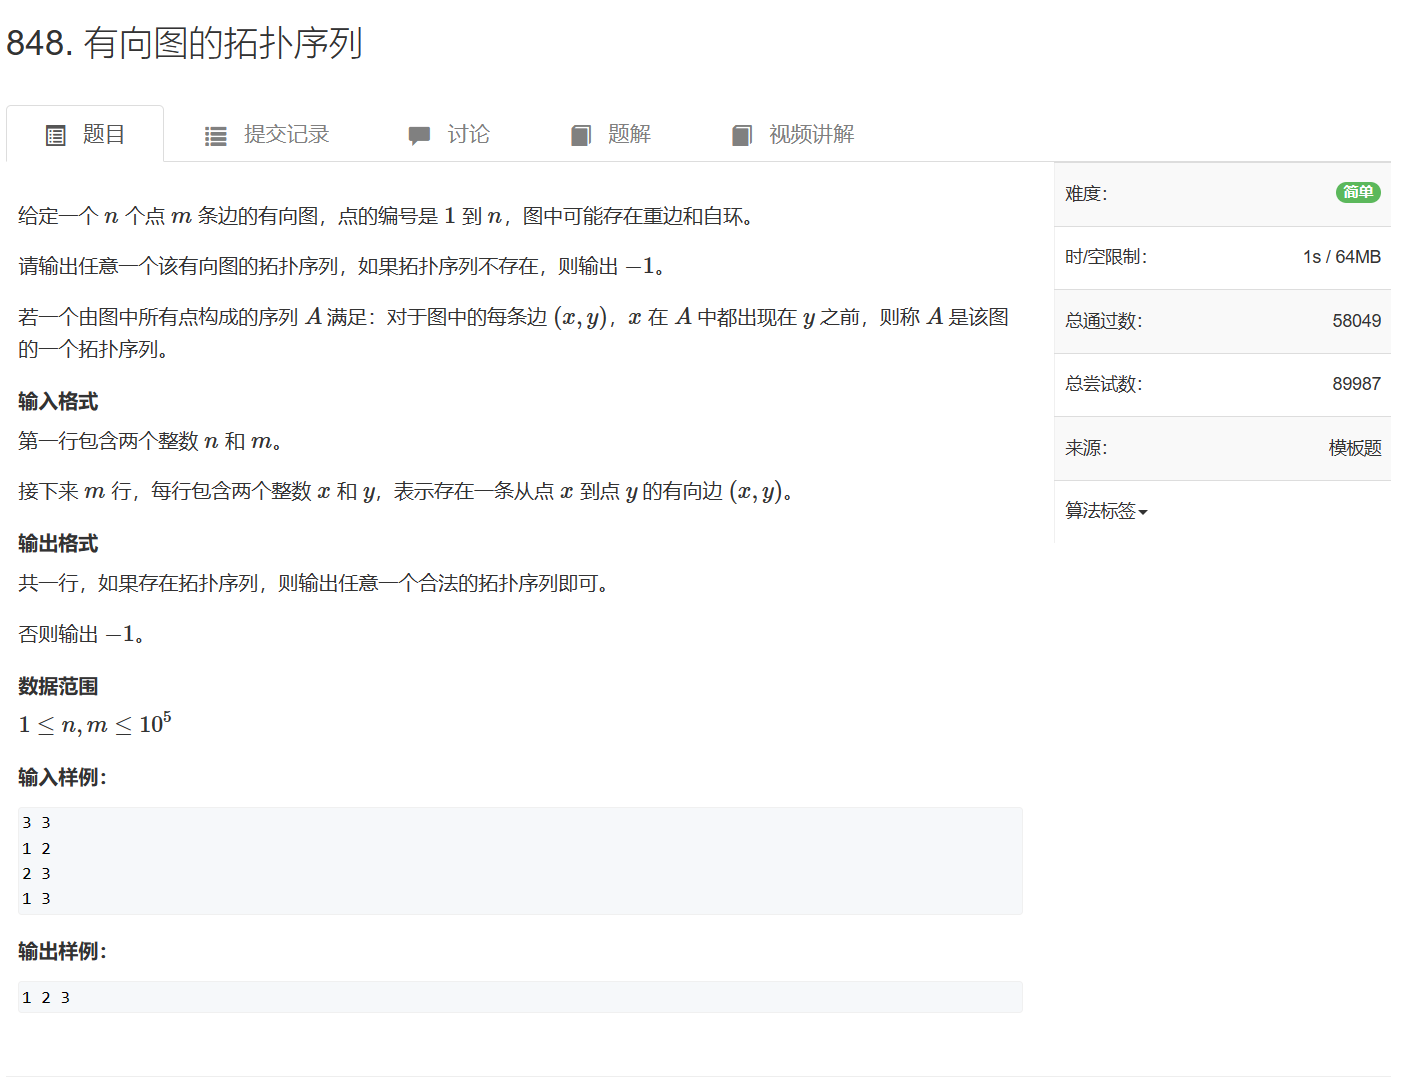 848. 有向图的拓扑序列
题目 提交记录 讨论 题解 视频讲解
给定一个 n 个点 m 条边的有向图，点的编号是 1 到 n，图中可能存在重边和自环。
请输出任意一个该有向图的拓扑序列，如果拓扑序列不存在，则输出 −1。
若一个由图中所有点构成的序列 A 满足：对于图中的每条边 (x, y)，x 在 A 中都出现在 y 之前，则称 A 是该图
的一个拓扑序列。
输入格式
第一行包含两个整数 n 和 m。
接下来 m 行，每行包含两个整数 x 和 y，表示存在一条从点 x 到点 y 的有向边 (x, y)。
输出格式
共一行，如果存在拓扑序列，则输出任意一个合法的拓扑序列即可。
否则输出 −1。
数据范围
1 ≤ n, m ≤ 10⁵
输入样例：
3 3
1 2
2 3
1 3
输出样例：
1 2 3
难度： 简单
时/空限制： 1s / 64MB
总通过数： 58049
总尝试数： 89987
来源： 模板题
算法标签